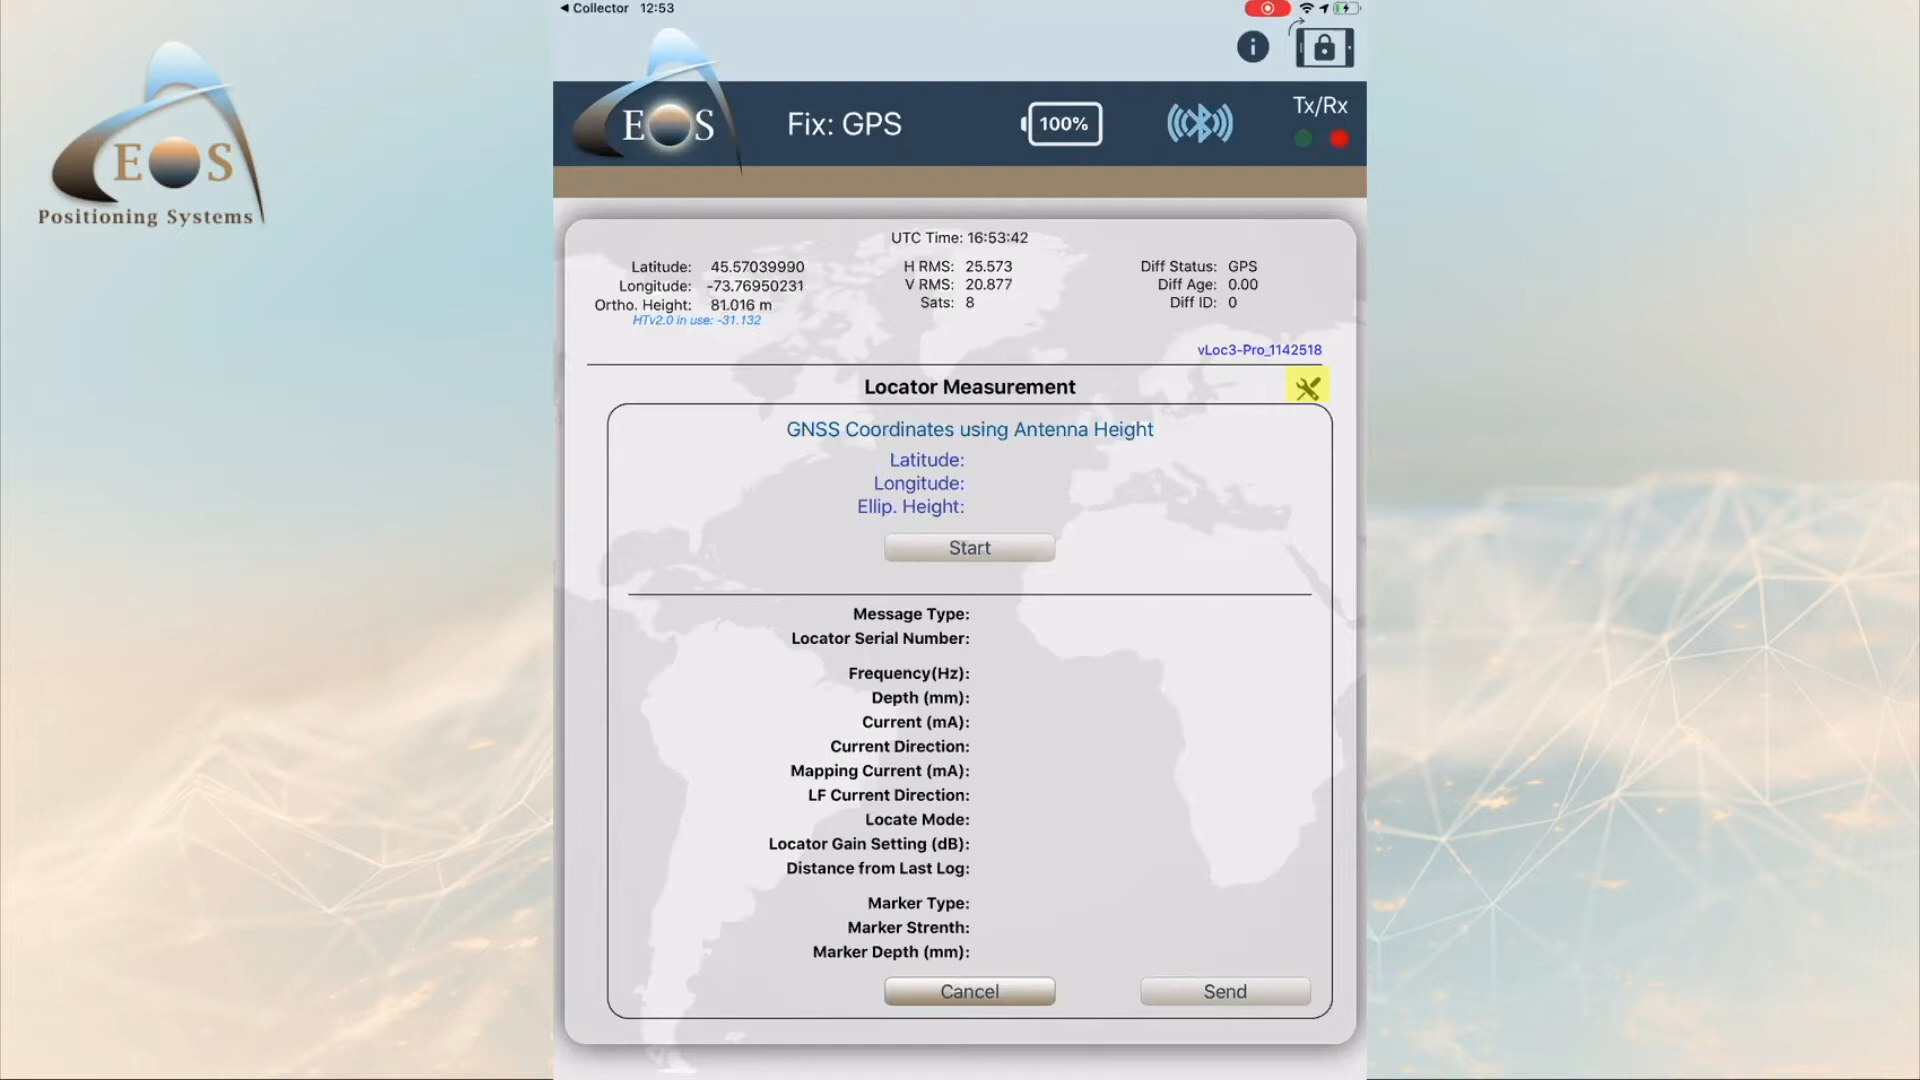 Collector 12:53
EOS
Positioning Systems
EOS
Fix: GPS
100%
Tx/Rx
UTC Time: 16:53:42
Latitude: 45.57039990
Longitude: -73.76950231
Ortho. Height: 81.016 m
HTv2.0 in use: -31.132
H RMS: 25.573
V RMS: 20.877
Sats: 8
Diff Status: GPS
Diff Age: 0.00
Diff ID: 0
vLoc3-Pro_1142518
Locator Measurement
GNSS Coordinates using Antenna Height
Latitude:
Longitude:
Ellip. Height:
Start
Message Type:
Locator Serial Number:
Frequency(Hz):
Depth (mm):
Current (mA):
Current Direction:
Mapping Current (mA):
LF Current Direction:
Locate Mode:
Locator Gain Setting (dB):
Distance from Last Log:
Marker Type:
Marker Strenth:
Marker Depth (mm):
Cancel
Send